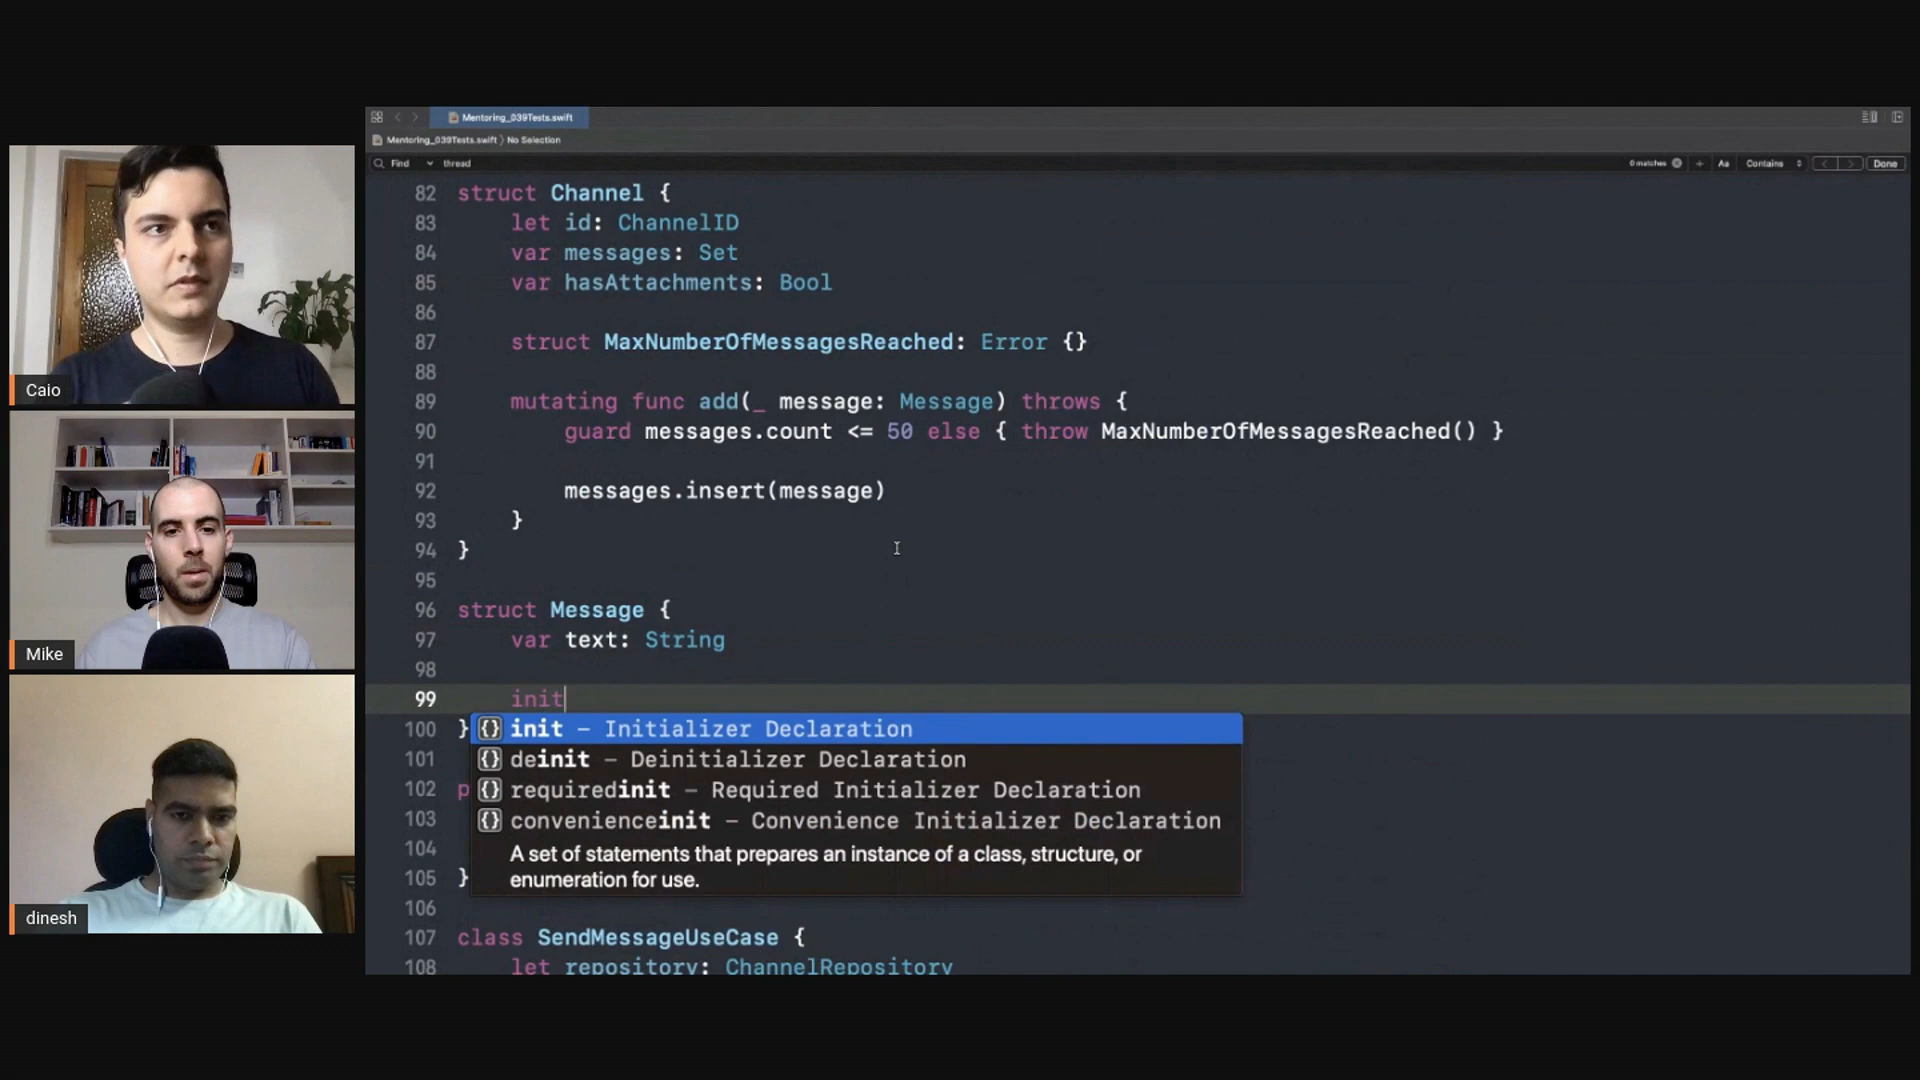 Mentoring_039Tests.swift
Mentoring_039Tests.swift 〉 No Selection
Find thread 0 matches Aa Contains Done
82 struct Channel {
83 let id: ChannelID
84 var messages: Set
85 var hasAttachments: Bool
86
87 struct MaxNumberOfMessagesReached: Error {}
88
89 mutating func add(_ message: Message) throws {
90 guard messages.count <= 50 else { throw MaxNumberOfMessagesReached() }
91
92 messages.insert(message)
93 }
94 }
95
96 struct Message {
97 var text: String
98
99 init
100 } {} init – Initializer Declaration
101 {} deinit – Deinitializer Declaration
102 p {} requiredinit – Required Initializer Declaration
103 {} convenienceinit – Convenience Initializer Declaration
104 A set of statements that prepares an instance of a class, structure, or
105 } enumeration for use.
106
107 class SendMessageUseCase {
108 let repository: ChannelRepository
Caio
Mike
dinesh